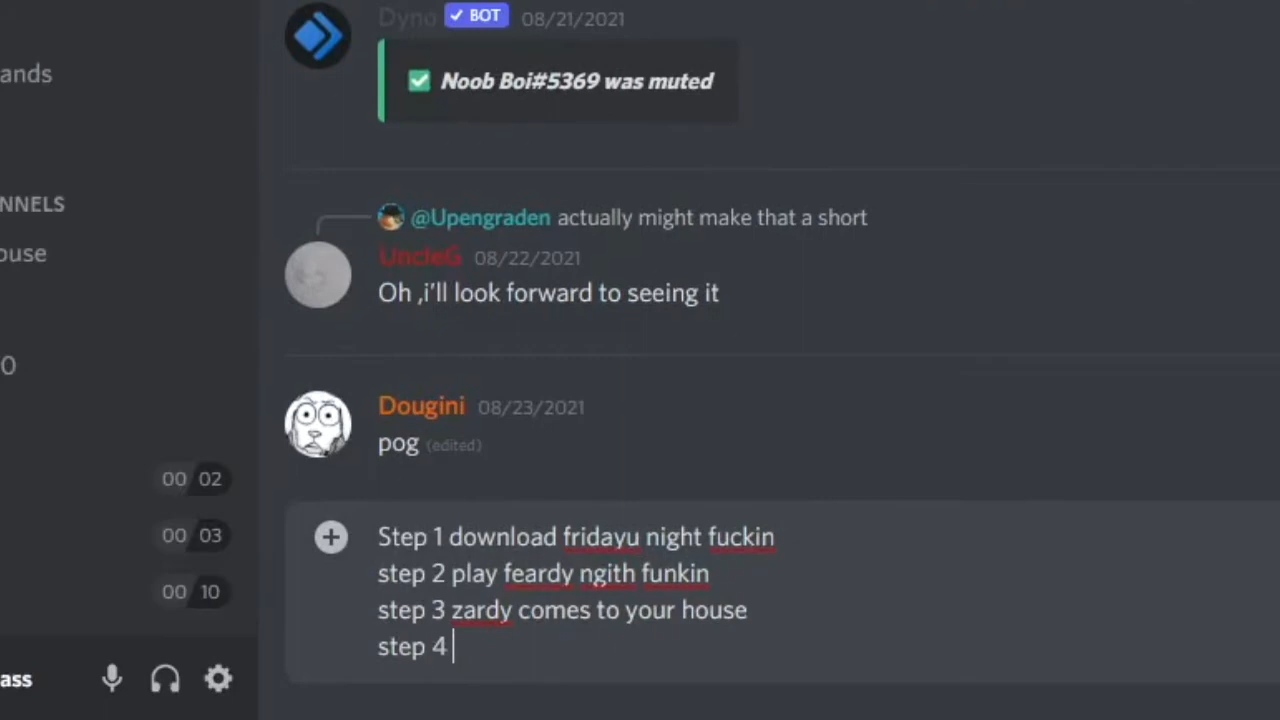 Dyno BOT 08/21/2021
ands
Noob Boi#5369 was muted
NNELS
@Upengraden actually might make that a short
ouse
UncleG 08/22/2021
Oh ,i'll look forward to seeing it
0
Dougini 08/23/2021
pog (edited)
00 02
00 03
00 10
Step 1 download fridayu night fuckin
step 2 play feardy ngith funkin
step 3 zardy comes to your house
step 4
ass